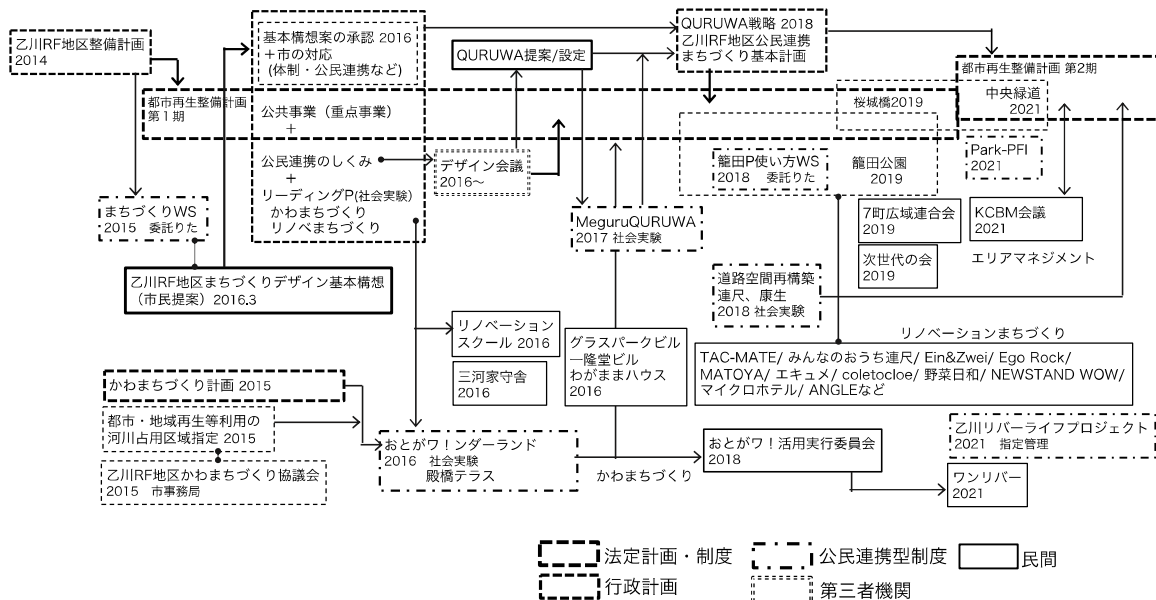 乙川RF地区整備計画
2014
基本構想案の承認 2016
＋市の対応
(体制・公民連携など)
QURUWA提案/設定
QURUWA戦略 2018
乙川RF地区公民連携
まちづくり基本計画
都市再生整備計画 第2期
中央緑道
2021
桜城橋2019
都市再生整備計画
第１期
公共事業（重点事業）
＋
公民連携のしくみ
＋
リーディングP(社会実験)
かわまちづくり
リノベまちづくり
デザイン会議
2016〜
籠田P使い方WS
2018　委託りた
籠田公園
2019
Park-PFI
2021
まちづくりWS
2015　委託りた
MeguruQURUWA
2017 社会実験
7町広域連合会
2019
KCBM会議
2021
次世代の会
2019
エリアマネジメント
乙川RF地区まちづくりデザイン基本構想
（市民提案）2016.3
道路空間再構築
連尺、康生
2018 社会実験
リノベーション
スクール 2016
グラスパークビル
一隆堂ビル
わがままハウス
2016
リノベーションまちづくり
三河家守舎
2016
TAC-MATE/ みんなのおうち連尺/ Ein&Zwei/ Ego Rock/
MATOYA/ エキュメ/ coletocloe/ 野菜日和/ NEWSTAND WOW/
マイクロホテル/ ANGLEなど
かわまちづくり計画 2015
都市・地域再生等利用の
河川占用区域指定 2015
おとがワ！ンダーランド
2016　社会実験
殿橋テラス
かわまちづくり
おとがワ！活用実行委員会
2018
乙川リバーライフプロジェクト
2021　指定管理
乙川RF地区かわまちづくり協議会
2015　市事務局
ワンリバー
2021
法定計画・制度
公民連携型制度
民間
行政計画
第三者機関